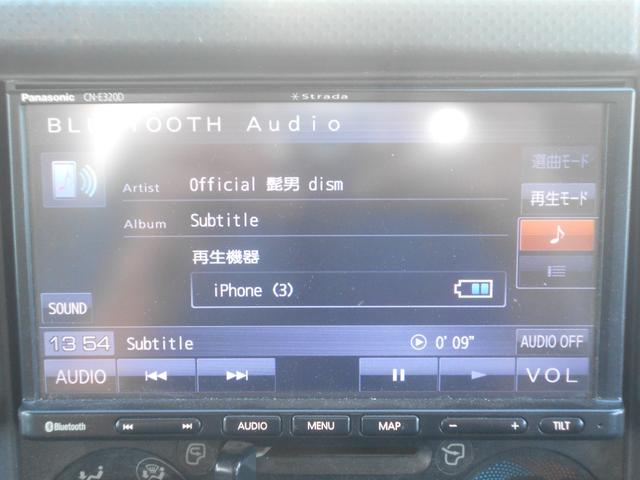 Panasonic CN-E320D Strada
BLUETOOTH Audio
選曲モード
Artist Official 髭男 dism
再生モード
Album Subtitle
再生機器
iPhone (3)
SOUND
13 54 Subtitle 0'09" AUDIO OFF
AUDIO VOL
Bluetooth AUDIO MENU MAP − + TILT